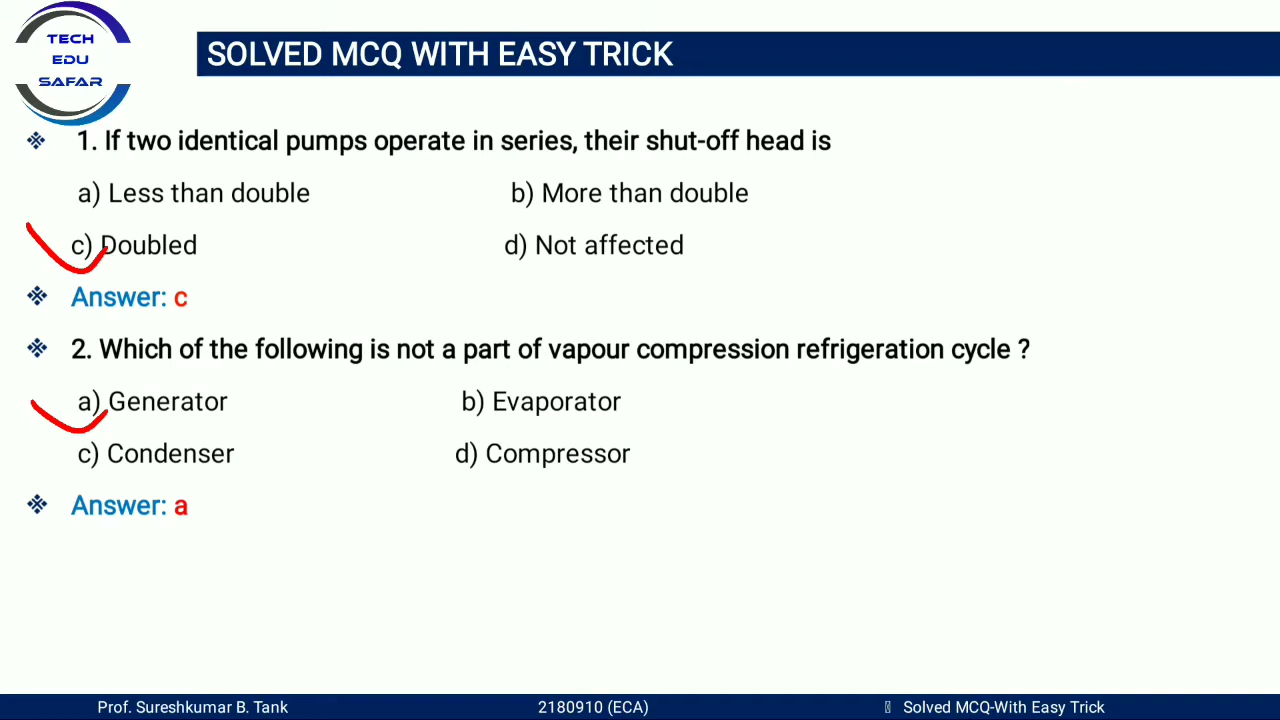 TECH
EDU
SAFAR
SOLVED MCQ WITH EASY TRICK
❖ 1. If two identical pumps operate in series, their shut-off head is
a) Less than double b) More than double
c) Doubled d) Not affected
❖ Answer: c
❖ 2. Which of the following is not a part of vapour compression refrigeration cycle ?
a) Generator b) Evaporator
c) Condenser d) Compressor
❖ Answer: a
Prof. Sureshkumar B. Tank 2180910 (ECA) Solved MCQ-With Easy Trick